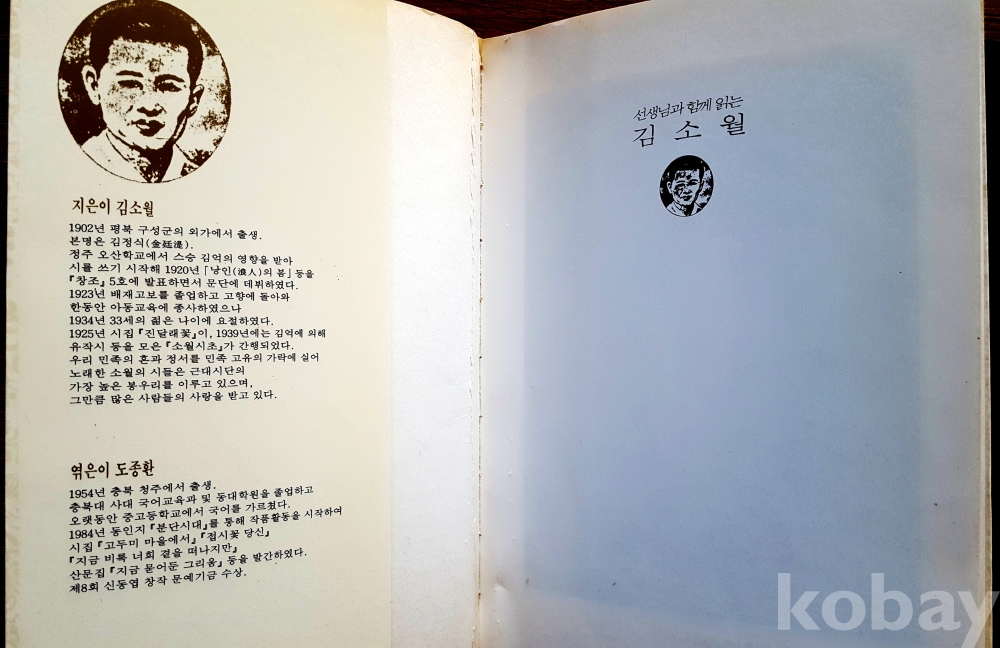 지은이 김소월
1902년 평북 구성군의 외가에서 출생.
본명은 김정식(金廷湜).
정주 오산학교에서 스승 김억의 영향을 받아
시를 쓰기 시작해 1920년 「낭인(浪人)의 봄」 등을
『창조』 5호에 발표하면서 문단에 데뷔하였다.
1923년 배재고보를 졸업하고 고향에 돌아와
한동안 아동교육에 종사하였으나
1934년 33세의 젊은 나이에 요절하였다.
1925년 시집 『진달래꽃』이, 1939년에는 김억에 의해
유작시 등을 모은 『소월시초』가 간행되었다.
우리 민족의 혼과 정서를 민족 고유의 가락에 실어
노래한 소월의 시들은 근대시단의
가장 높은 봉우리를 이루고 있으며,
그만큼 많은 사람들의 사랑을 받고 있다.
엮은이 도종환
1954년 충북 청주에서 출생.
충북대 사대 국어교육과 및 동대학원을 졸업하고
오랫동안 중고등학교에서 국어를 가르쳤다.
1984년 동인지 『분단시대』를 통해 작품활동을 시작하여
시집 『고두미 마을에서』 『접시꽃 당신』
『지금 비록 너희 곁을 떠나지만』
산문집 『지금 묻어둔 그리움』 등을 발간하였다.
제8회 신동엽 창작 문예기금 수상.
선생님과 함께 읽는
김소월
kobay